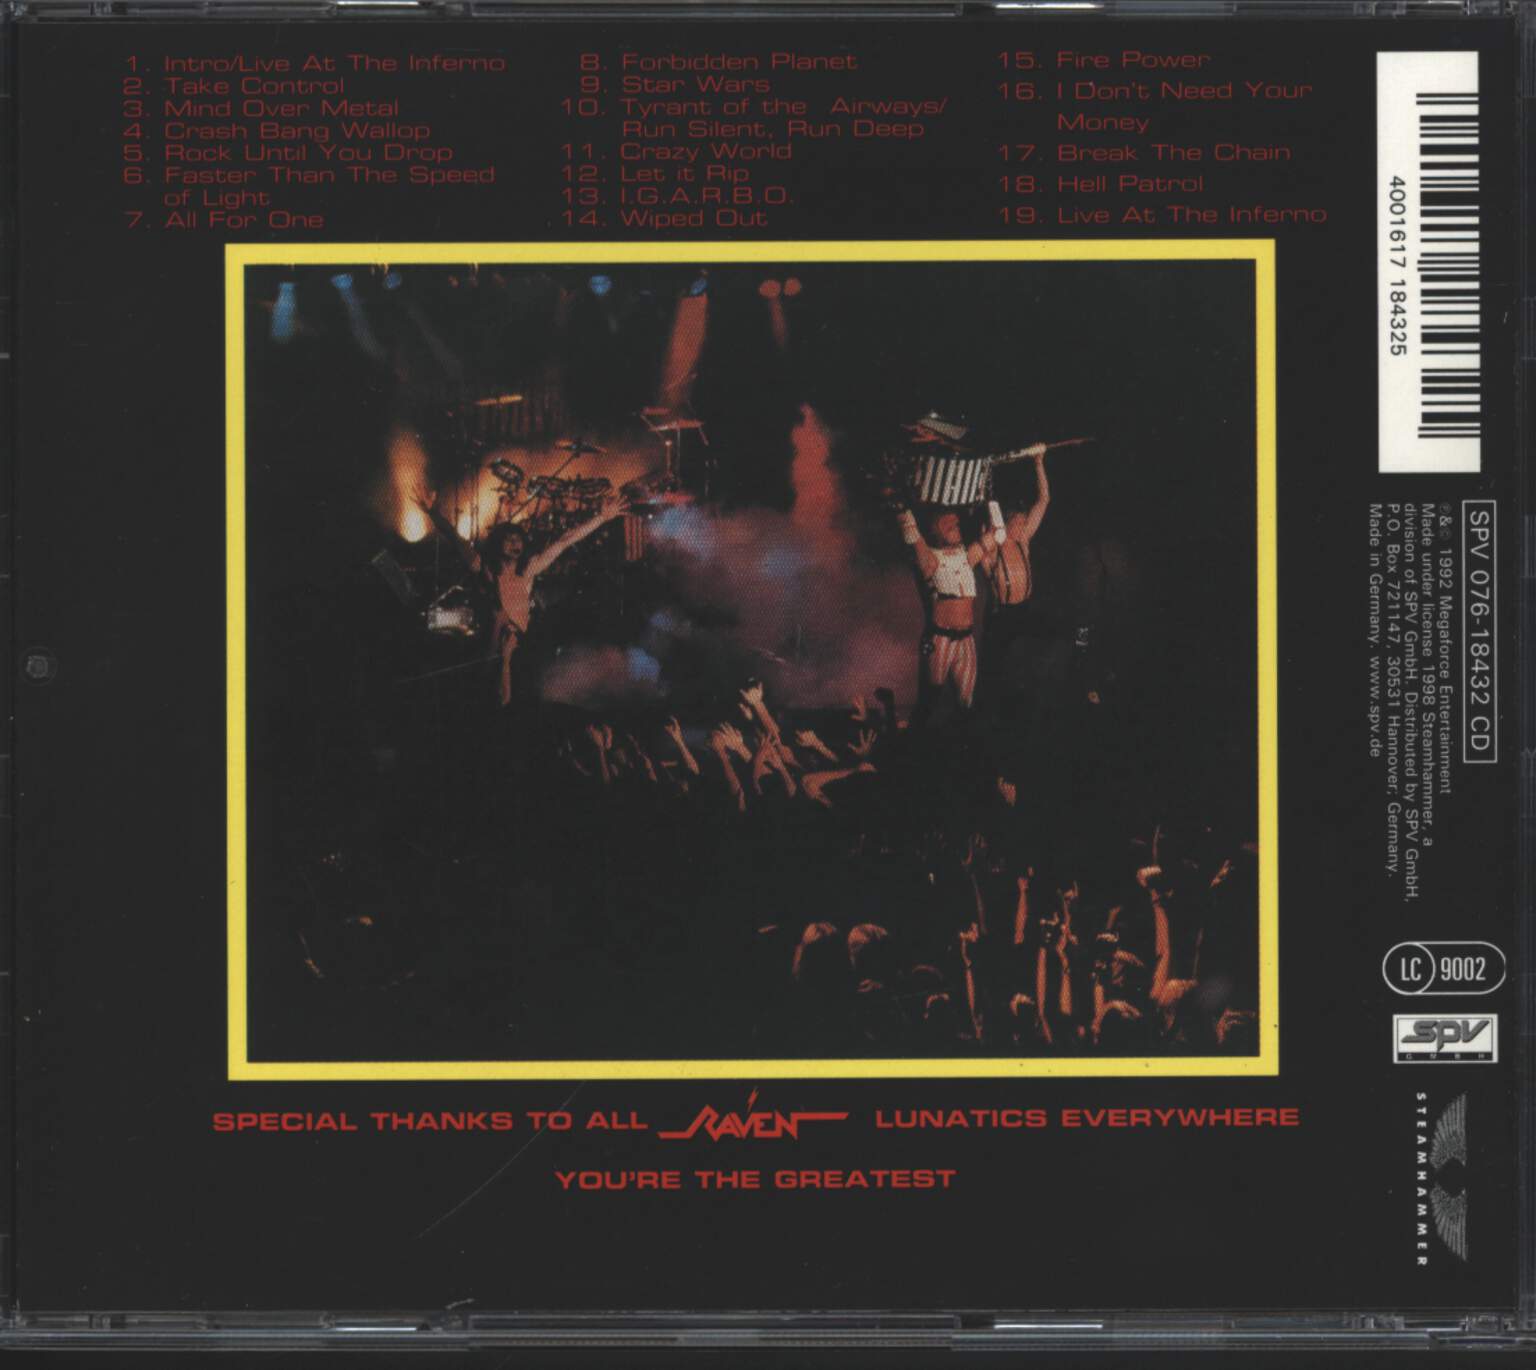 1. Intro/Live At The Inferno
2. Take Control
3. Mind Over Metal
4. Crash Bang Wallop
5. Rock Until You Drop
6. Faster Than The Speed
of Light
7. All For One
8. Forbidden Planet
9. Star Wars
10. Tyrant of the Airways/
Run Silent, Run Deep
11. Crazy World
12. Let it Rip
13. I.G.A.R.B.O.
14. Wiped Out
15. Fire Power
16. I Don't Need Your
Money
17. Break The Chain
18. Hell Patrol
19. Live At The Inferno
4001617 184325
SPV 076-18432 CD
℗&© 1992 Megaforce Entertainment
Made under license 1998 Steamhammer, a
division of SPV GmbH. Distributed by SPV GmbH,
P.O. Box 721147, 30531 Hannover, Germany.
Made in Germany. www.spv.de
LC 9002
SPV
GMBH
STEAMHAMMER
SPECIAL THANKS TO ALL RAVEN LUNATICS EVERYWHERE
YOU'RE THE GREATEST